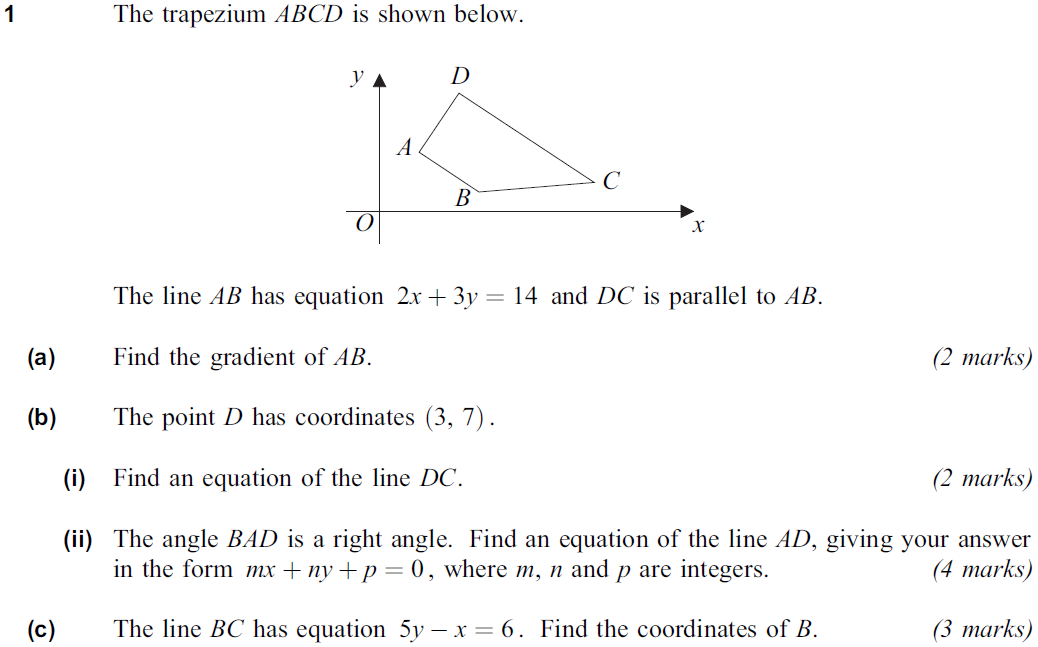 1 The trapezium ABCD is shown below.
y
D
A
C
B
O
x
The line AB has equation 2x + 3y = 14 and DC is parallel to AB.
(a) Find the gradient of AB. (2 marks)
(b) The point D has coordinates (3, 7).
(i) Find an equation of the line DC. (2 marks)
(ii) The angle BAD is a right angle. Find an equation of the line AD, giving your answer
in the form mx + ny + p = 0, where m, n and p are integers. (4 marks)
(c) The line BC has equation 5y − x = 6. Find the coordinates of B. (3 marks)